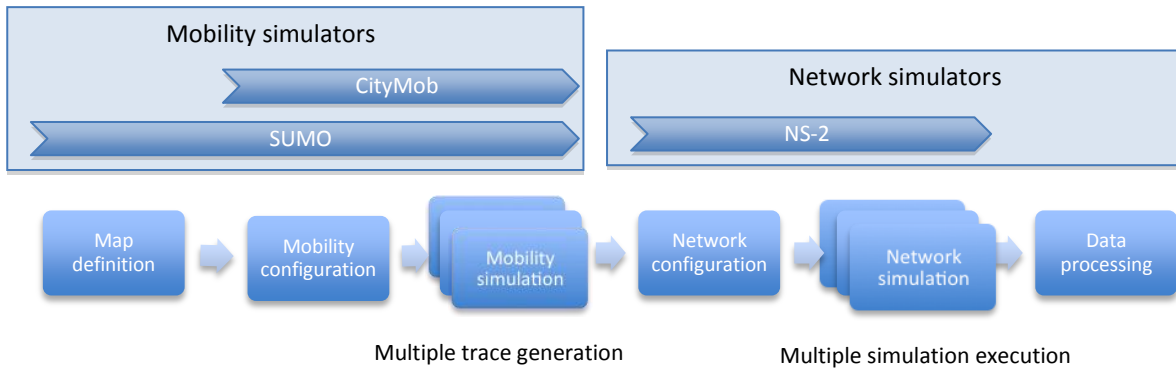 Mobility simulators
CityMob
SUMO
Network simulators
NS-2
Map
definition
Mobility
configuration
Mobility
simulation
Network
configuration
Network
simulation
Data
processing
Multiple trace generation
Multiple simulation execution